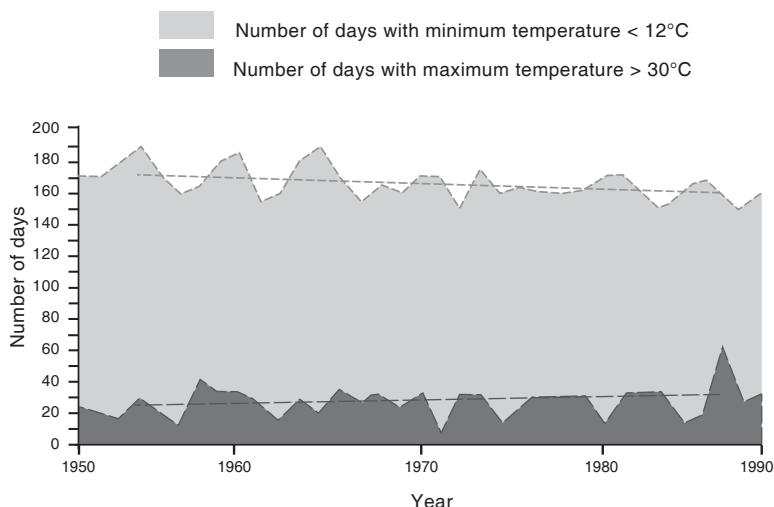 Number of days with minimum temperature < 12°C
Number of days with maximum temperature > 30°C
200
180
160
140
120
100
80
60
40
20
0
Number of days
1950 1960 1970 1980 1990
Year